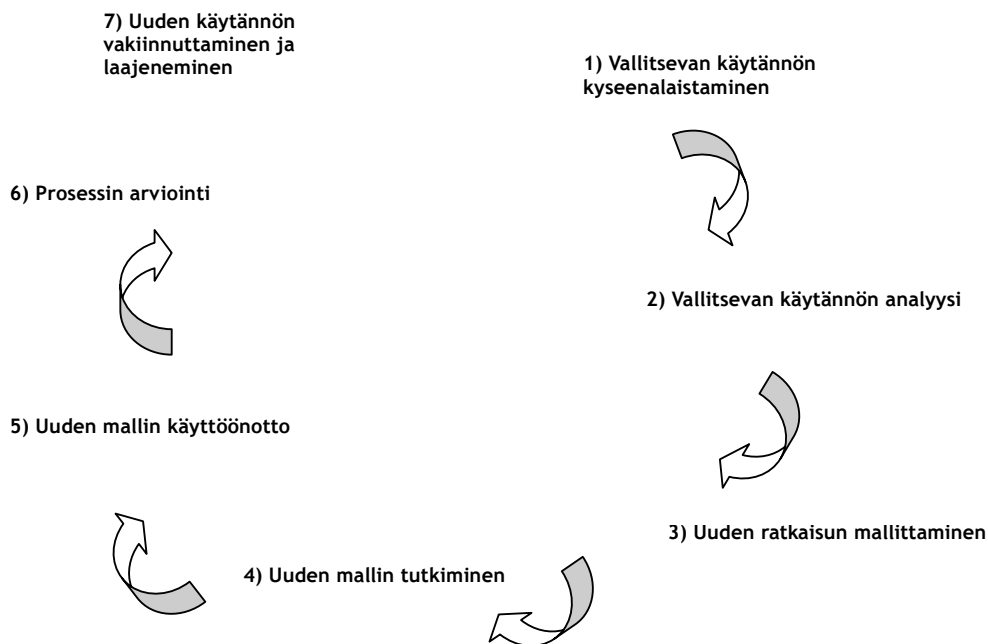 7) Uuden käytännön
vakiinnuttaminen ja
laajeneminen
1) Vallitsevan käytännön
kyseenalaistaminen
6) Prosessin arviointi
2) Vallitsevan käytännön analyysi
5) Uuden mallin käyttöönotto
3) Uuden ratkaisun mallittaminen
4) Uuden mallin tutkiminen